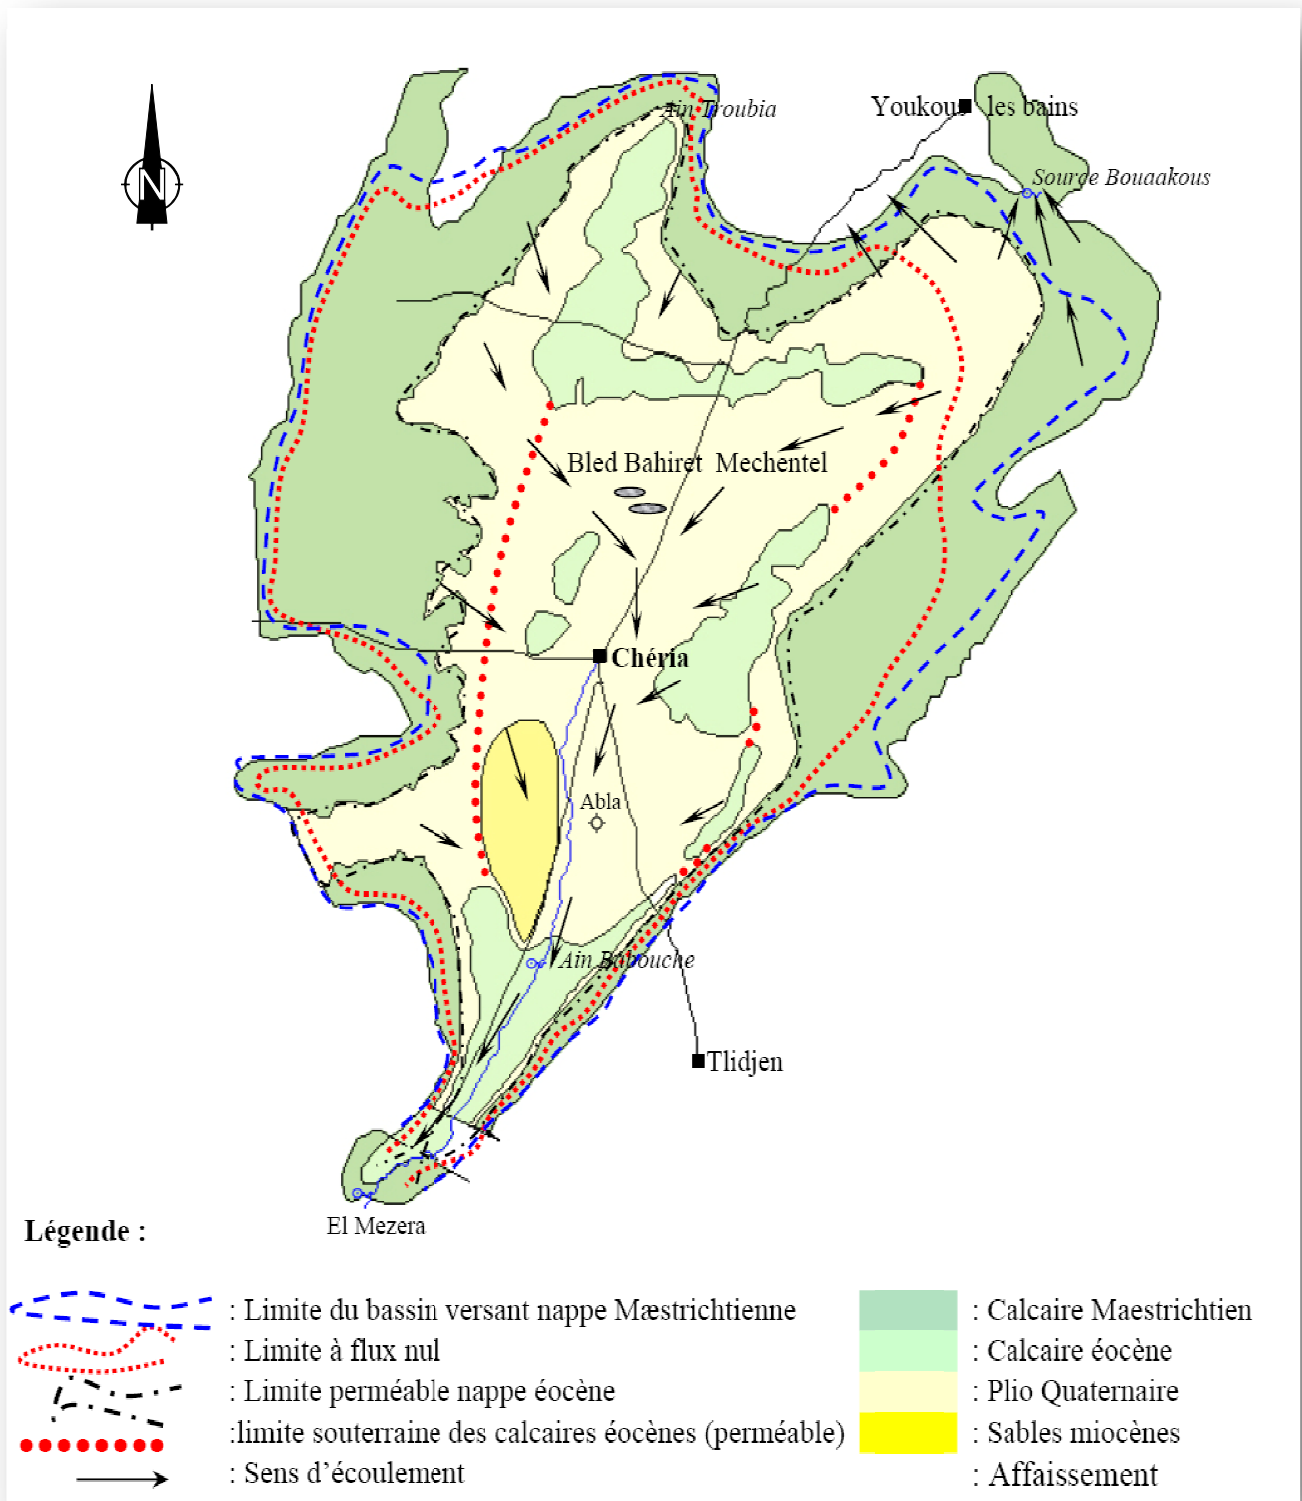 Ain Troubia
Youkous les bains
Source Bouaakous
N
Bled Bahiret Mechentel
Chéria
Abla
Ain Babouche
Tlidjen
El Mezera
Légende :
: Limite du bassin versant nappe Mæstrichtienne
: Limite à flux nul
: Limite perméable nappe éocène
:limite souterraine des calcaires éocènes (perméable)
: Sens d’écoulement
: Calcaire Maestrichtien
: Calcaire éocène
: Plio Quaternaire
: Sables miocènes
: Affaissement